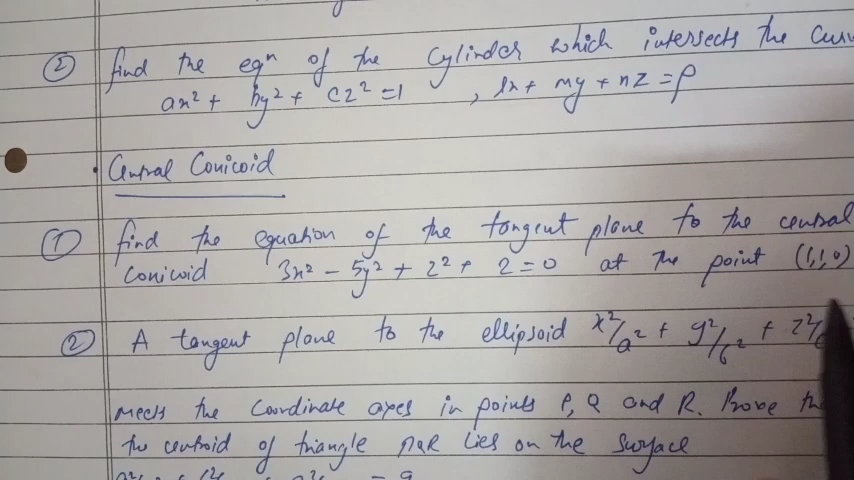 ② find the eqn of the Cylinder which intersects the
ax² + by² + cz² = 1 , lx + my + nz = p
• Central Conicoid
① find the equation of the tangent plane to the central
conicoid 3x² - 5y² + z² + 2 = 0 at the point (1,1,0)
② A tangent plane to the ellipsoid x²/a² + y²/b² + z²/
meets the coordinate axes in points P, Q and R. Prove
the centroid of triangle PQR lies on the surface
= 9